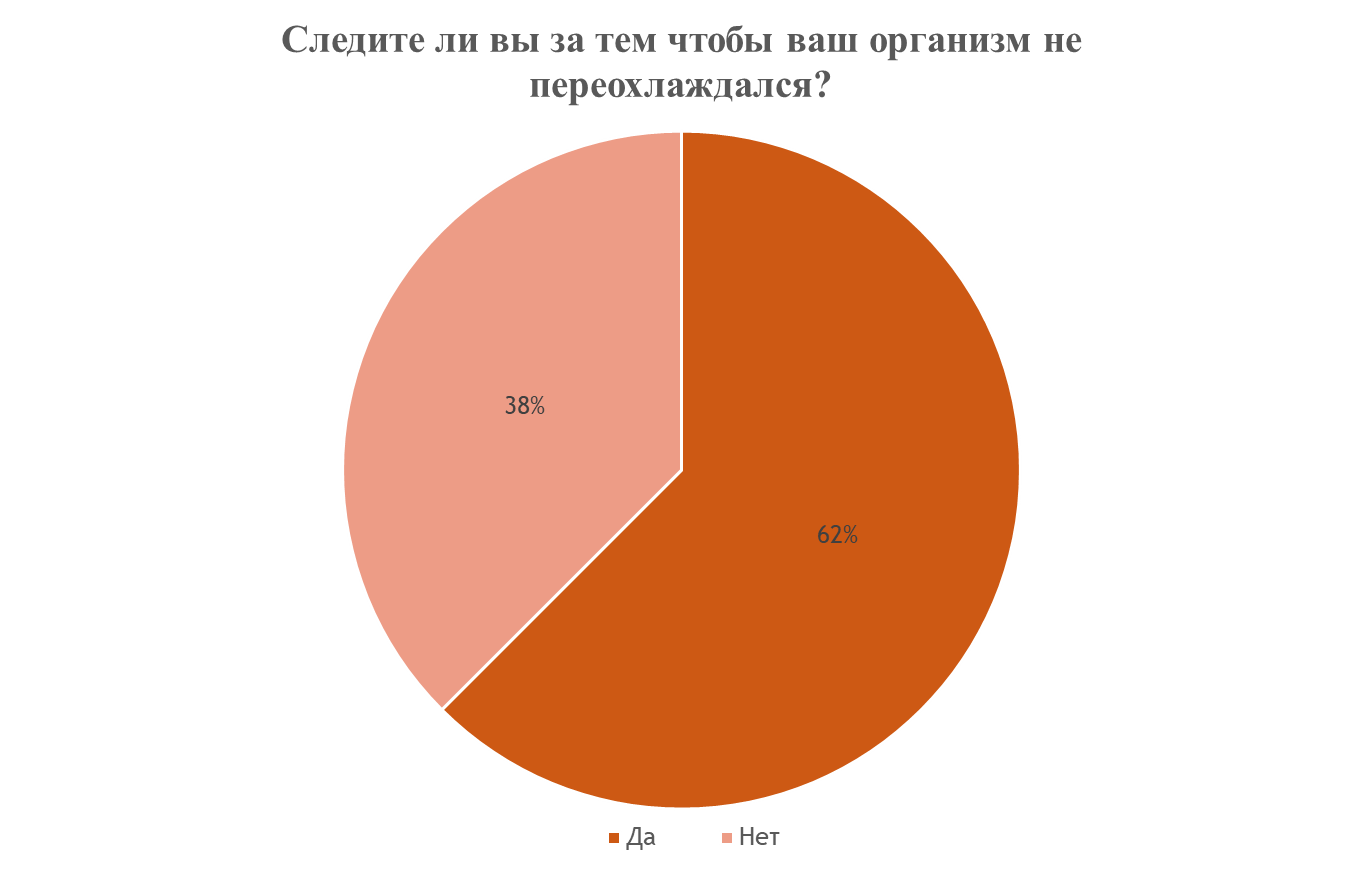 Следите ли вы за тем чтобы ваш организм не
переохлаждался?
38%
62%
Да
Нет